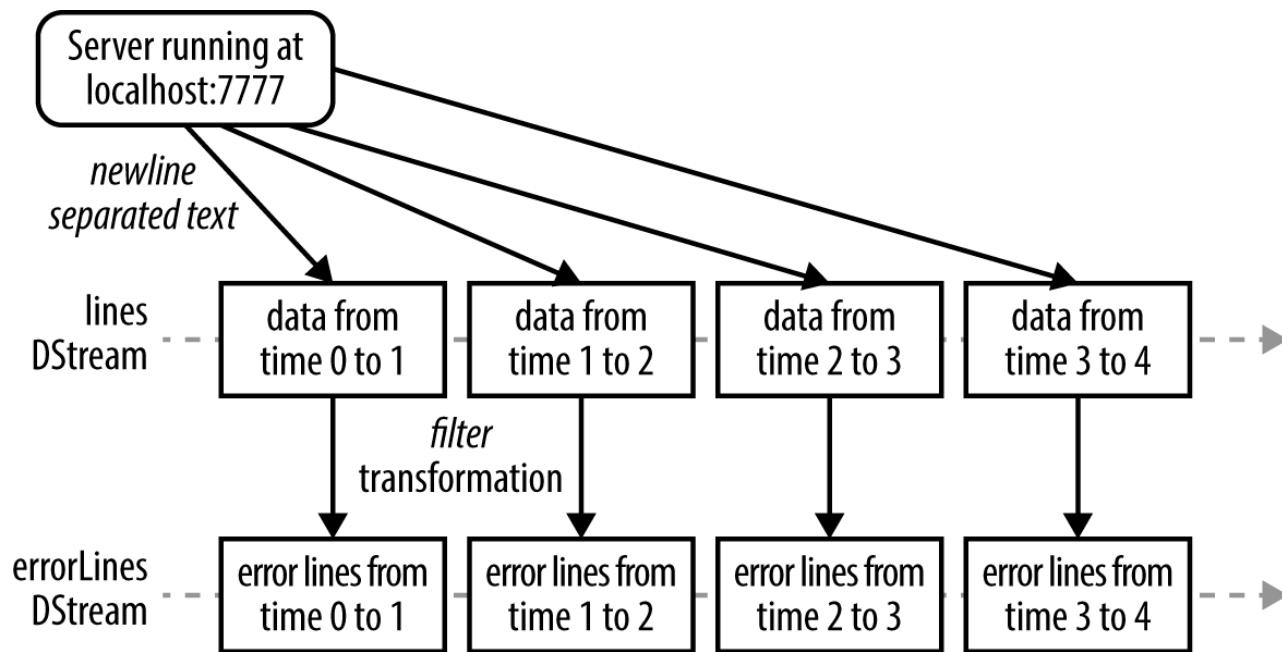 Server running at
localhost:7777
newline
separated text
lines
DStream
data from
time 0 to 1
data from
time 1 to 2
data from
time 2 to 3
data from
time 3 to 4
filter
transformation
errorLines
DStream
error lines from
time 0 to 1
error lines from
time 1 to 2
error lines from
time 2 to 3
error lines from
time 3 to 4